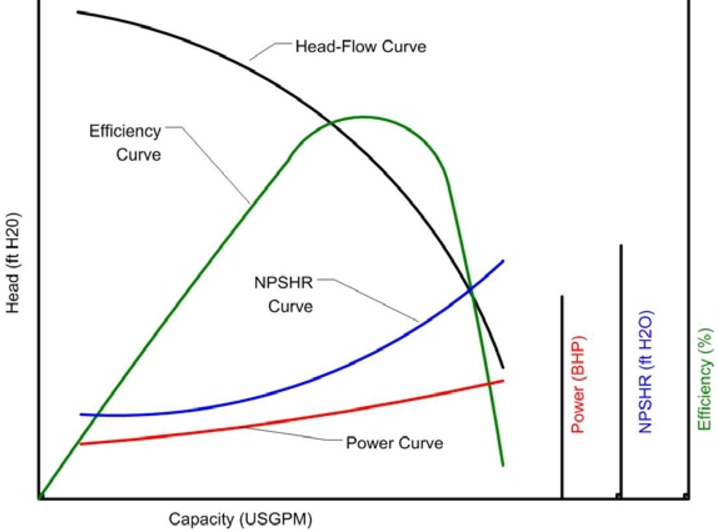 Head-Flow Curve
Efficiency
Curve
NPSHR
Curve
Power Curve
Head (ft H20)
Capacity (USGPM)
Power (BHP)
NPSHR (ft H2O)
Efficiency (%)